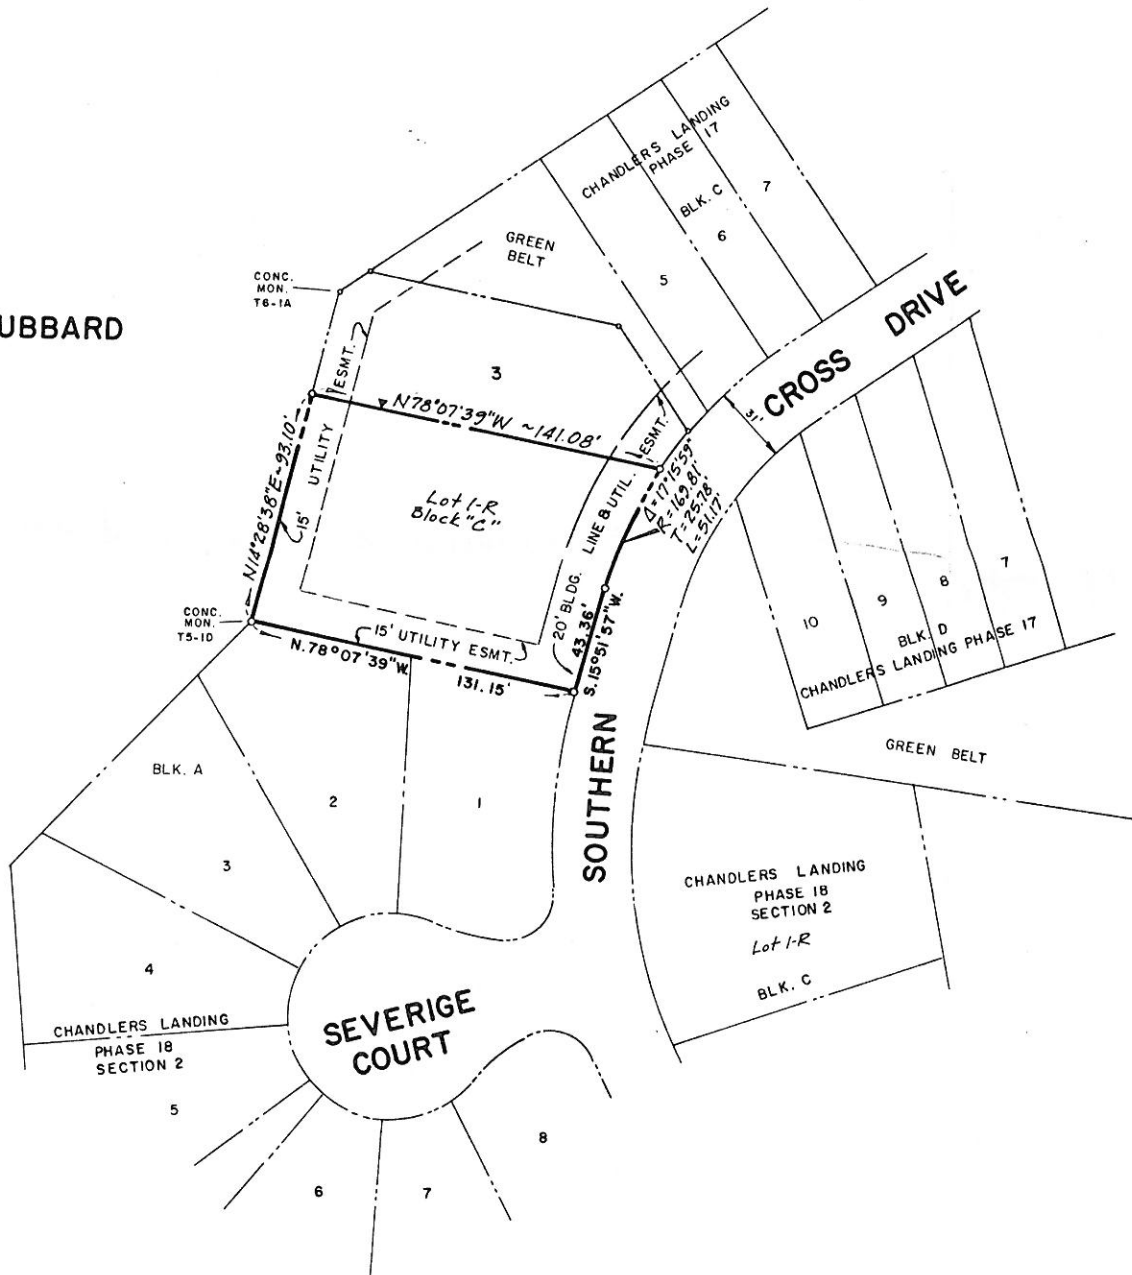 CHANDLERS LANDING
PHASE 17
BLK. C
7
6
5
GREEN
BELT
CONC.
MON.
T6-1A
UBBARD
CROSS DRIVE
31'
ESMT.
3
N78°07'39"W ~141.08'
UTILITY
15'
N14°28'38"E~93.10'
Lot 1-R
Block "C"
20' BLDG. LINE & UTIL. ESMT.
Δ=17°15'59"
R=169.81'
T=25.78'
L=51.17'
CONC.
MON.
T5-1D
15' UTILITY ESMT.
N.78°07'39"W.
131.15'
43.36'
S.15°51'57"W.
10
9
8
7
BLK. D
CHANDLERS LANDING PHASE 17
GREEN BELT
SOUTHERN
BLK. A
2
1
3
4
CHANDLERS LANDING
PHASE 18
SECTION 2
Lot 1-R
BLK. C
SEVERIGE
COURT
CHANDLERS LANDING
PHASE 18
SECTION 2
5
6
7
8